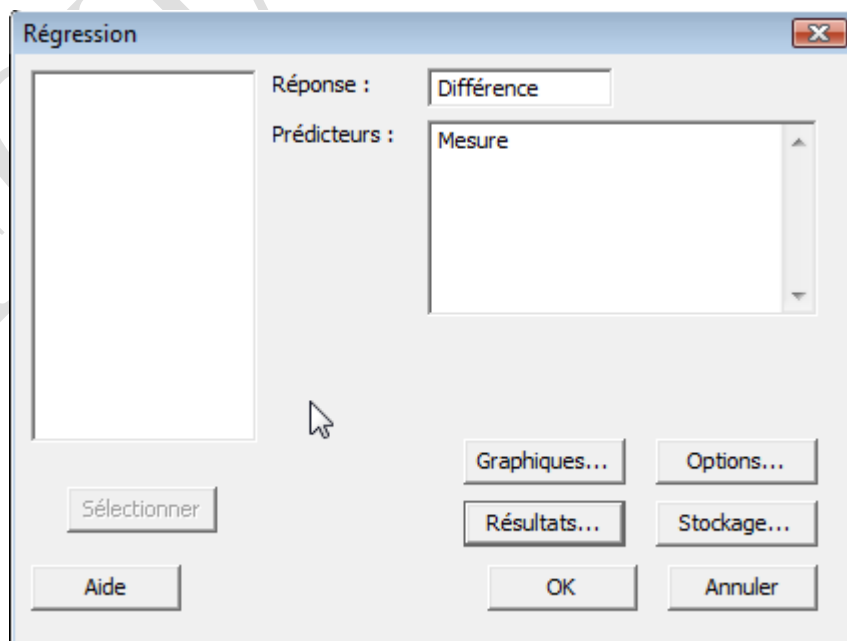 Régression
Réponse :
Différence
Prédicteurs :
Mesure
Graphiques...
Options...
Sélectionner
Résultats...
Stockage...
Aide
OK
Annuler